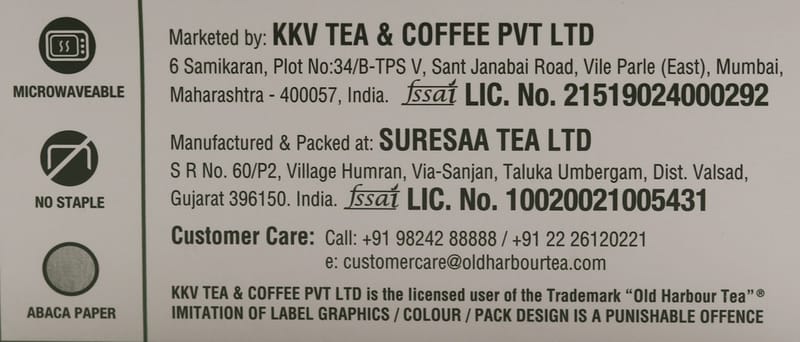 MICROWAVEABLE
NO STAPLE
ABACA PAPER
Marketed by: KKV TEA & COFFEE PVT LTD
6 Samikaran, Plot No:34/B-TPS V, Sant Janabai Road, Vile Parle (East), Mumbai,
Maharashtra - 400057, India. fssai LIC. No. 21519024000292
Manufactured & Packed at: SURESAA TEA LTD
S R No. 60/P2, Village Humran, Via-Sanjan, Taluka Umbergam, Dist. Valsad,
Gujarat 396150. India. fssai LIC. No. 10020021005431
Customer Care: Call: +91 98242 88888 / +91 22 26120221
e: customercare@oldharbourtea.com
KKV TEA & COFFEE PVT LTD is the licensed user of the Trademark “Old Harbour Tea”®
IMITATION OF LABEL GRAPHICS / COLOUR / PACK DESIGN IS A PUNISHABLE OFFENCE